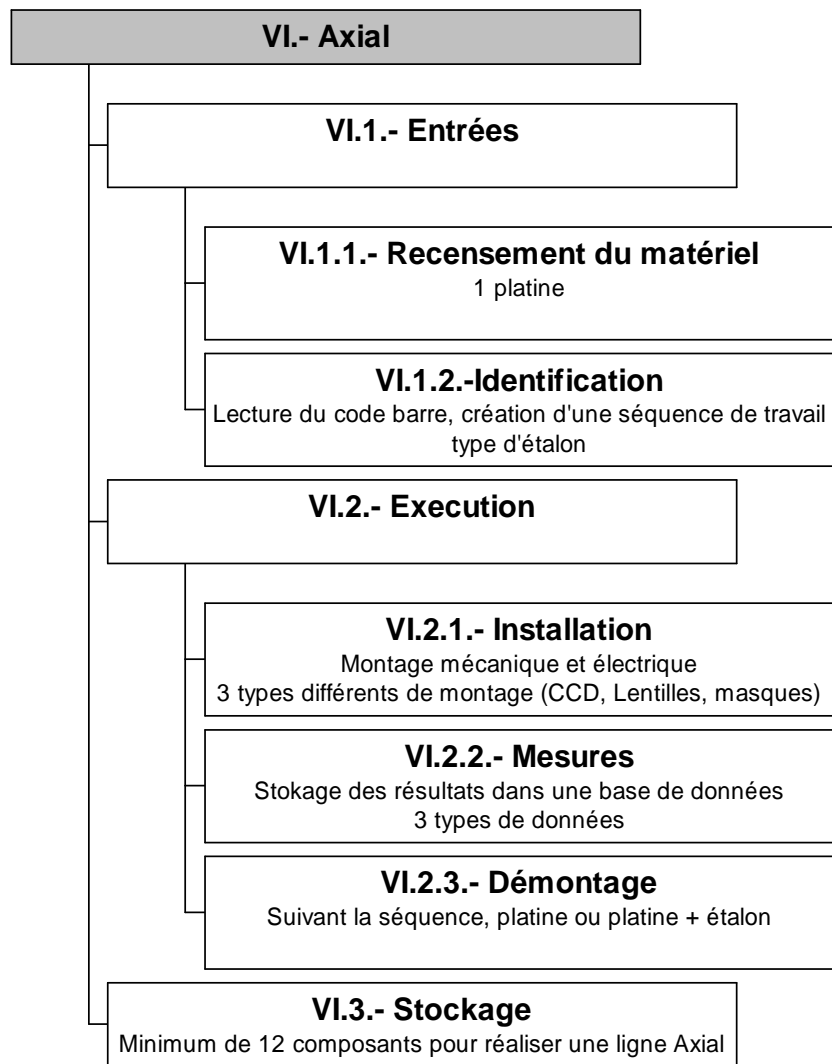 VI.- Axial
VI.1.- Entrées
VI.1.1.- Recensement du matériel
1 platine
VI.1.2.-Identification
Lecture du code barre, création d'une séquence de travail
type d'étalon
VI.2.- Execution
VI.2.1.- Installation
Montage mécanique et électrique
3 types différents de montage (CCD, Lentilles, masques)
VI.2.2.- Mesures
Stokage des résultats dans une base de données
3 types de données
VI.2.3.- Démontage
Suivant la séquence, platine ou platine + étalon
VI.3.- Stockage
Minimum de 12 composants pour réaliser une ligne Axial